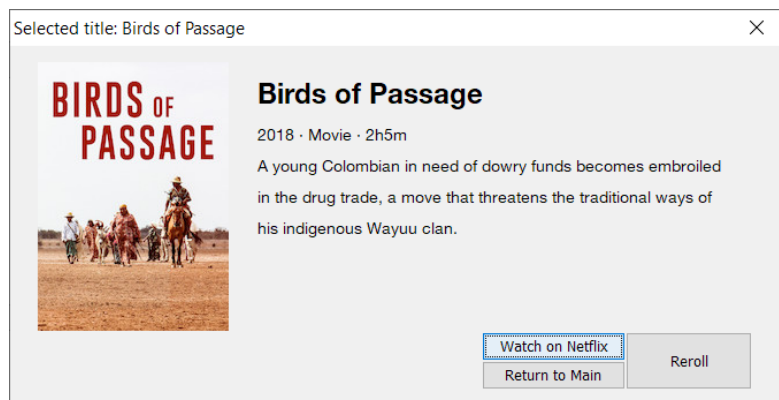 Selected title: Birds of Passage
BIRDS OF
PASSAGE
Birds of Passage
2018 · Movie · 2h5m
A young Colombian in need of dowry funds becomes embroiled
in the drug trade, a move that threatens the traditional ways of
his indigenous Wayuu clan.
Watch on Netflix
Return to Main
Reroll